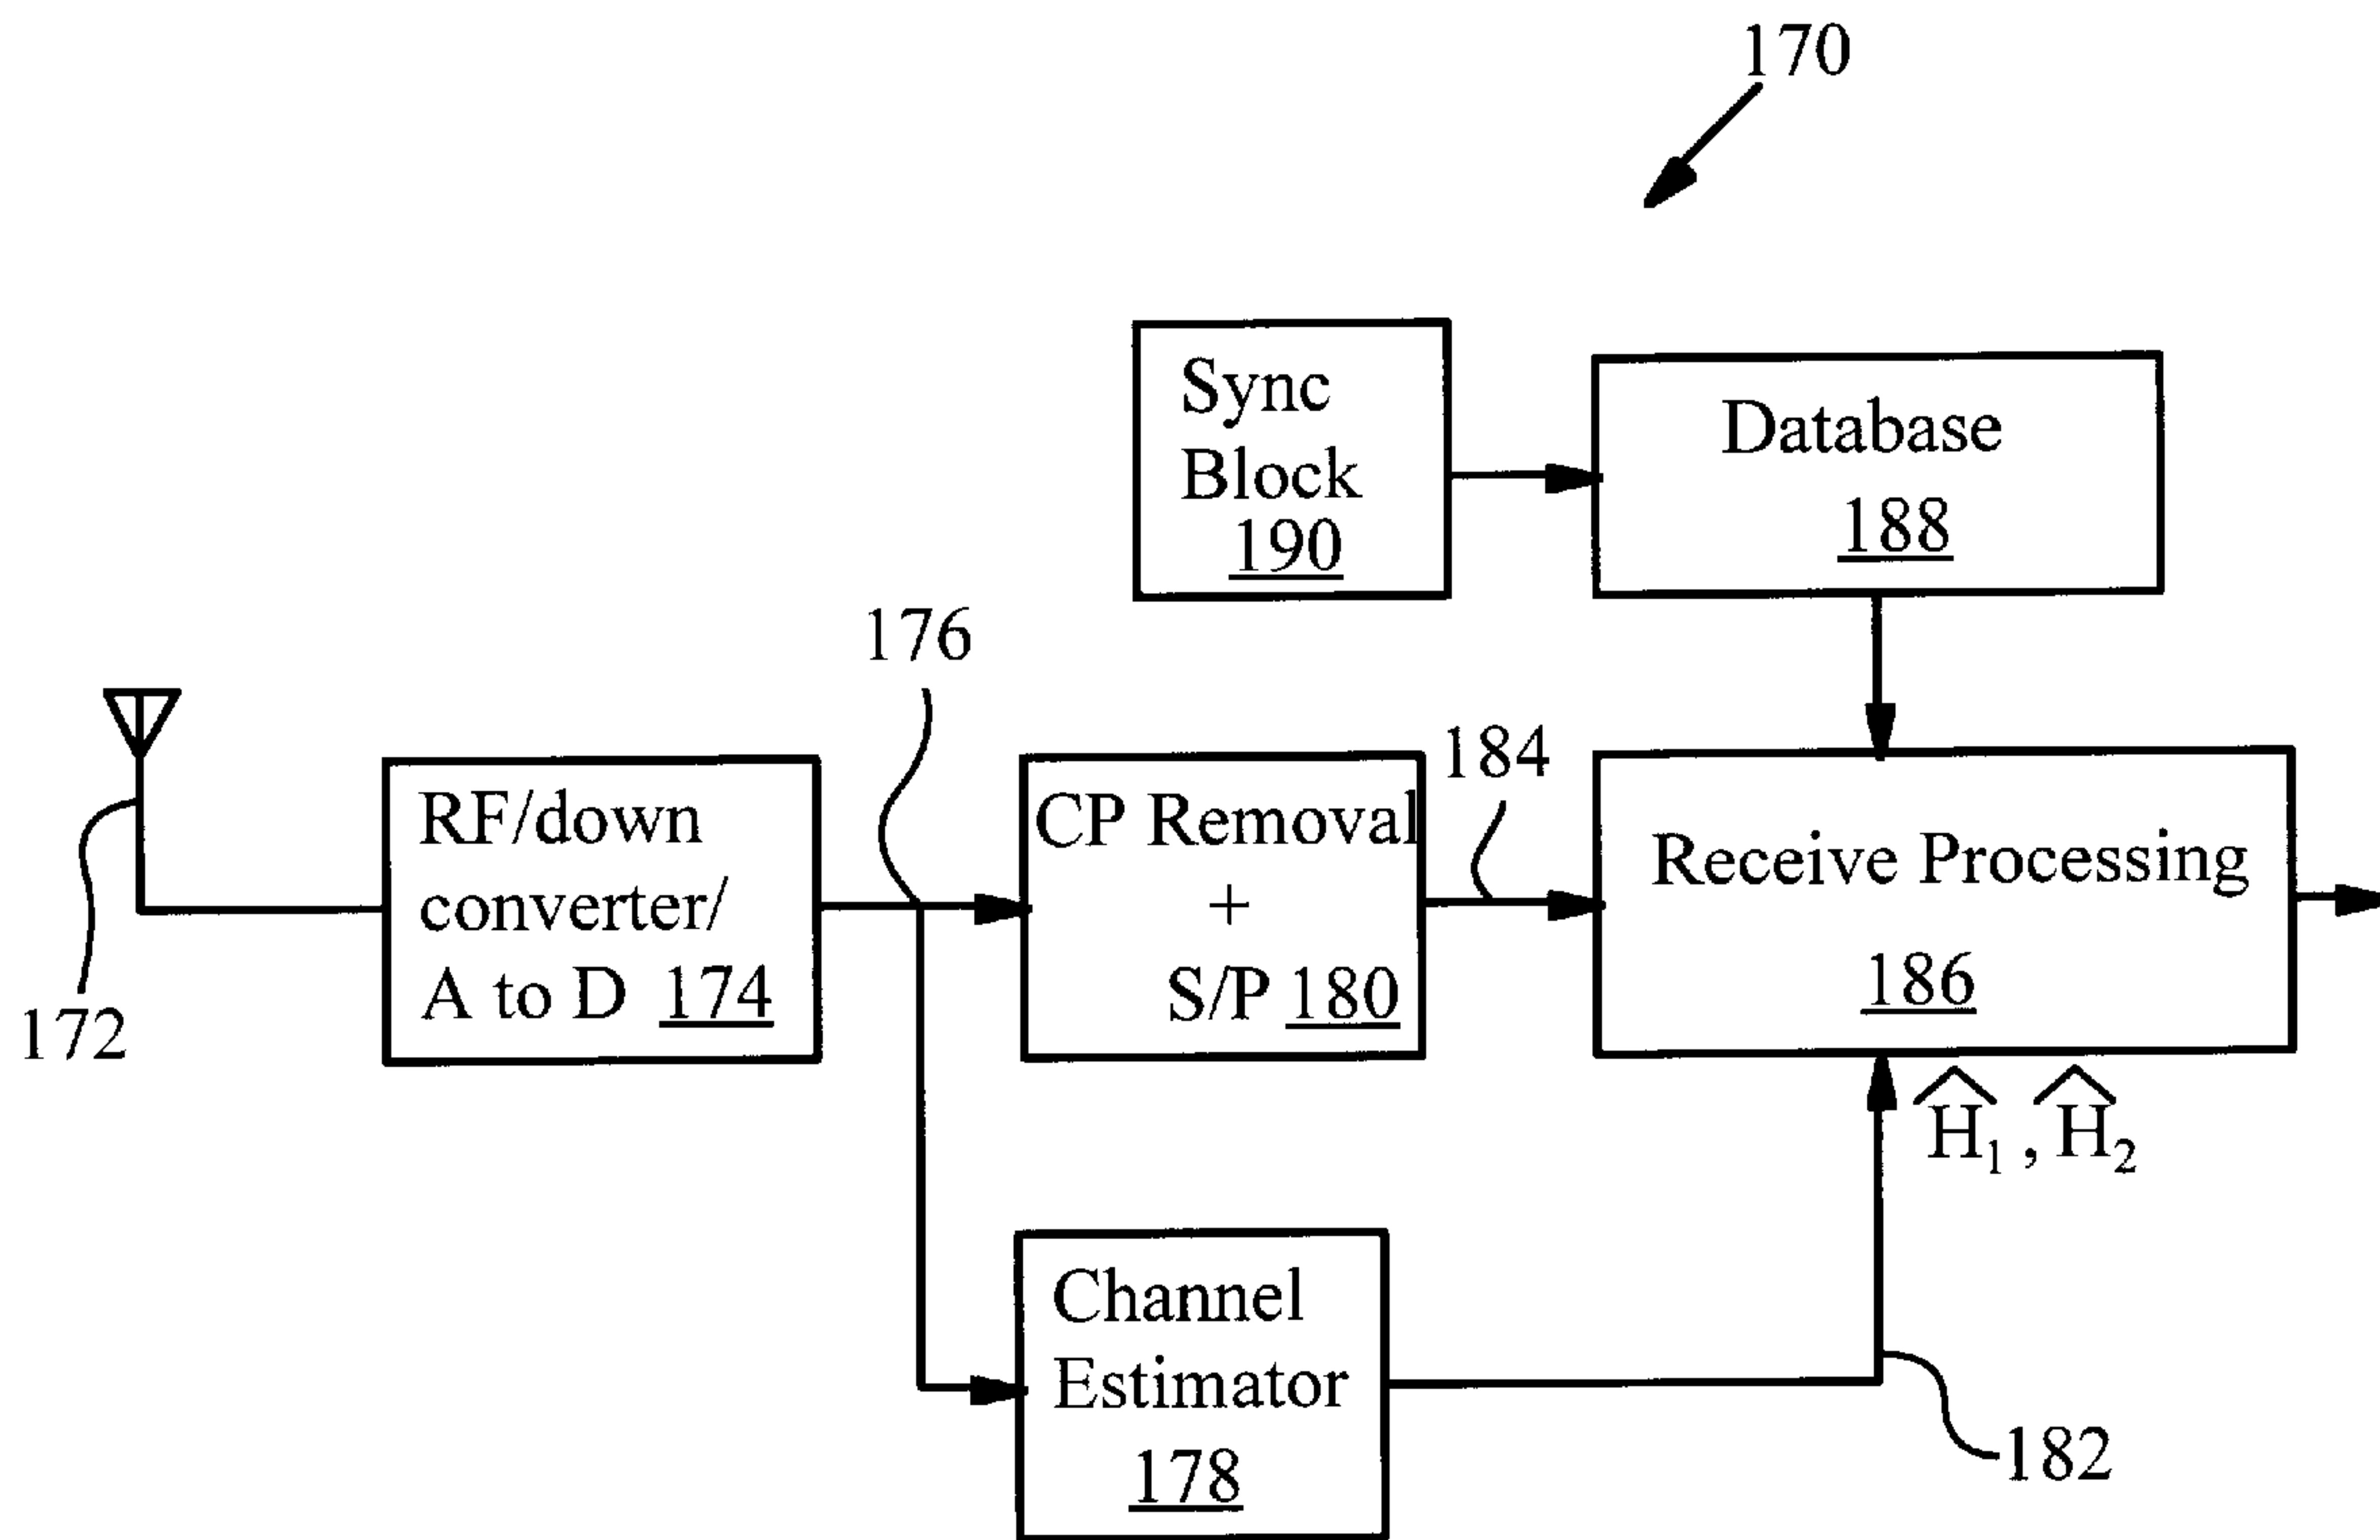 170
Sync
Block
190
Database
188
176
184
RF/down
converter/
A to D 174
CP Removal
+
S/P 180
Receive Processing
186
172
Ĥ₁ , Ĥ₂
Channel
Estimator
178
182